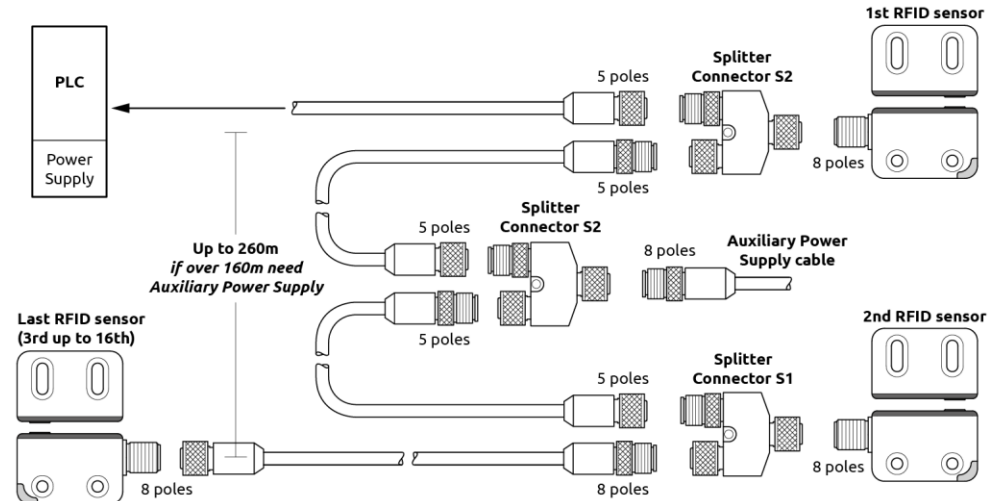 1st RFID sensor
PLC
Power
Supply
5 poles
Splitter
Connector S2
8 poles
5 poles
Up to 260m
if over 160m need
Auxiliary Power Supply
5 poles
Splitter
Connector S2
8 poles
Auxiliary Power
Supply cable
5 poles
Last RFID sensor
(3rd up to 16th)
2nd RFID sensor
5 poles
Splitter
Connector S1
8 poles
8 poles
8 poles